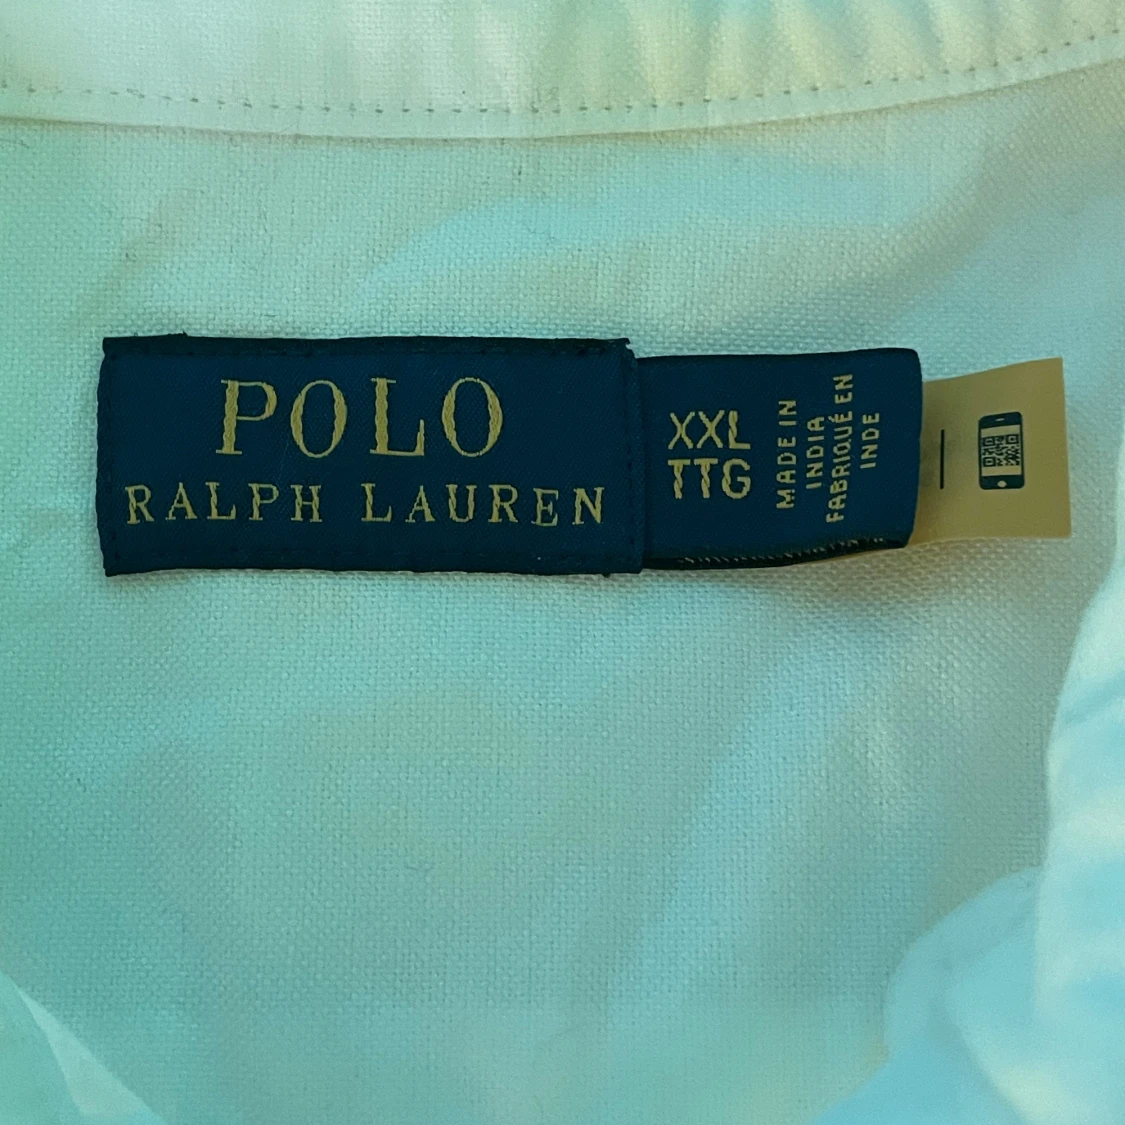 POLO
RALPH LAUREN
XXL
TTG
MADE IN
INDIA
FABRIQUÉ EN
INDE